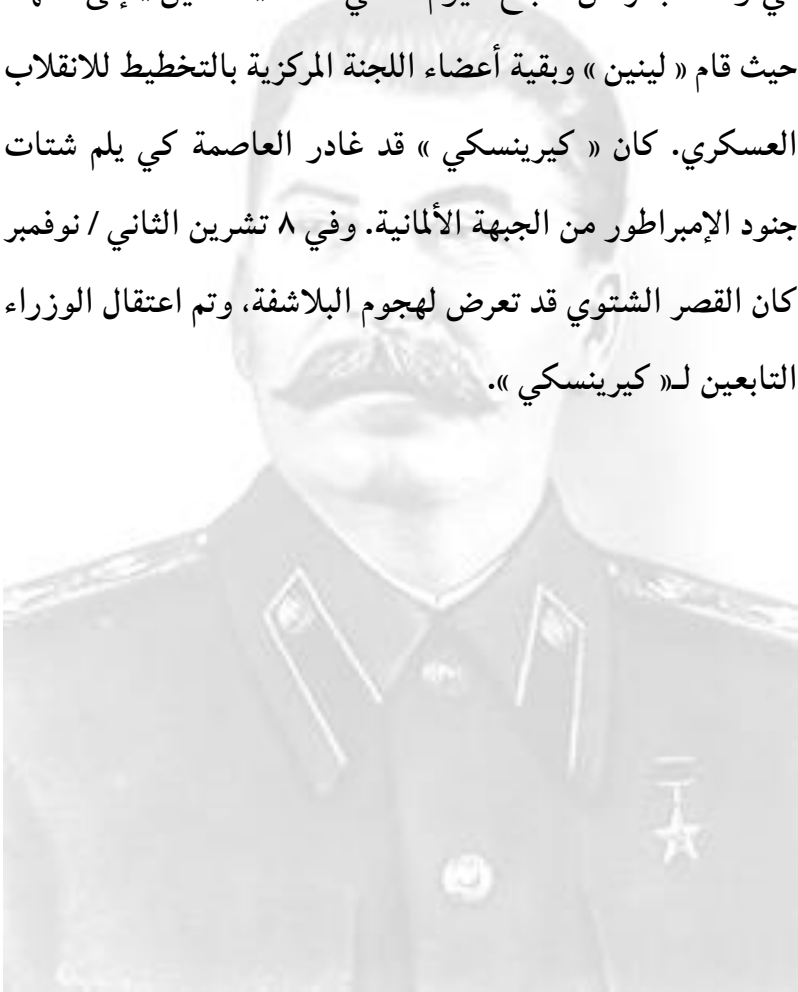 حيث قام « لينين » وبقية أعضاء اللجنة المركزية بالتخطيط للانقلاب
العسكري. كان « كيرينسكي » قد غادر العاصمة كي يلم شتات
جنود الإمبراطور من الجبهة الألمانية. وفي ٨ تشرين الثاني / نوفمبر
كان القصر الشتوي قد تعرض لهجوم البلاشفة، وتم اعتقال الوزراء
التابعين لـ« كيرينسكي ».